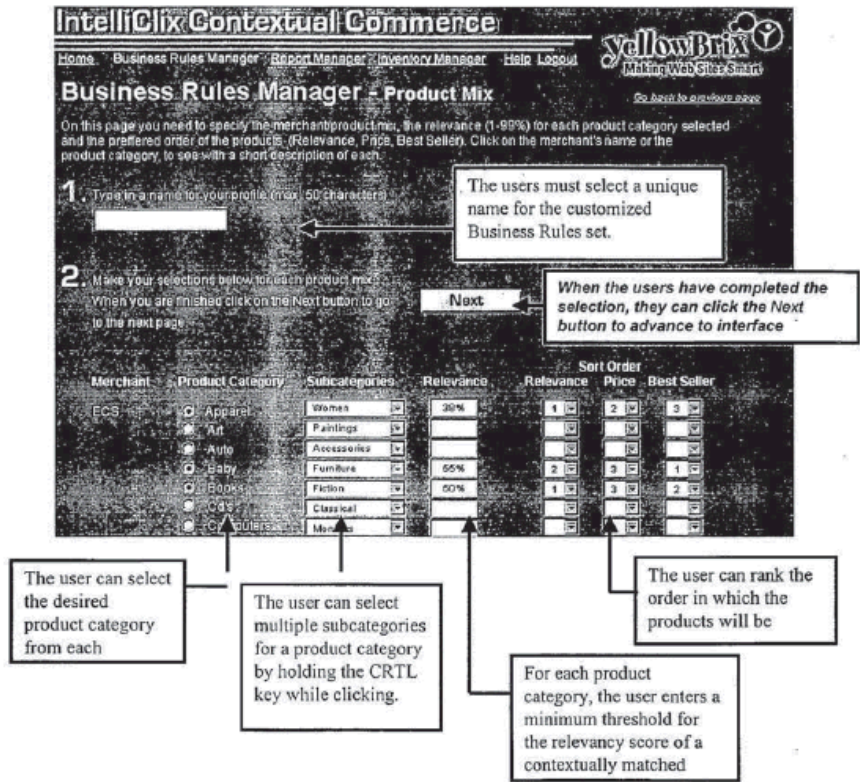 IntelliClix Contextual Commerce
yellowBrix
Making Web Sites Smart
Home Business Rules Manager Report Manager Inventory Manager Help Logout
Business Rules Manager - Product Mix
Go back to previous page
On this page you need to specify the merchant/product mix, the relevance (1-99%) for each product category selected
and the preffered order of the products (Relevance, Price, Best Seller). Click on the merchant's name or the
product category, to see with a short description of each.
1. Type in a name for your profile (max. 50 characters)
The users must select a unique
name for the customized
Business Rules set.
2. Make your selections below for each product mix
When you are finished click on the Next button to go
to the next page
Next
When the users have completed the
selection, they can click the Next
button to advance to interface
Sort Order
Merchant Product Category Subcategories Relevance Relevance Price Best Seller
ECS Apparel Women 38% 1 2 3
Art Paintings
Auto Accessories
Baby Furniture 55% 2 3 1
Books Fiction 60% 1 3 2
Cd's Classical
Computers
The user can select
the desired
product category
from each
The user can select
multiple subcategories
for a product category
by holding the CRTL
key while clicking.
For each product
category, the user enters a
minimum threshold for
the relevancy score of a
contextually matched
The user can rank the
order in which the
products will be